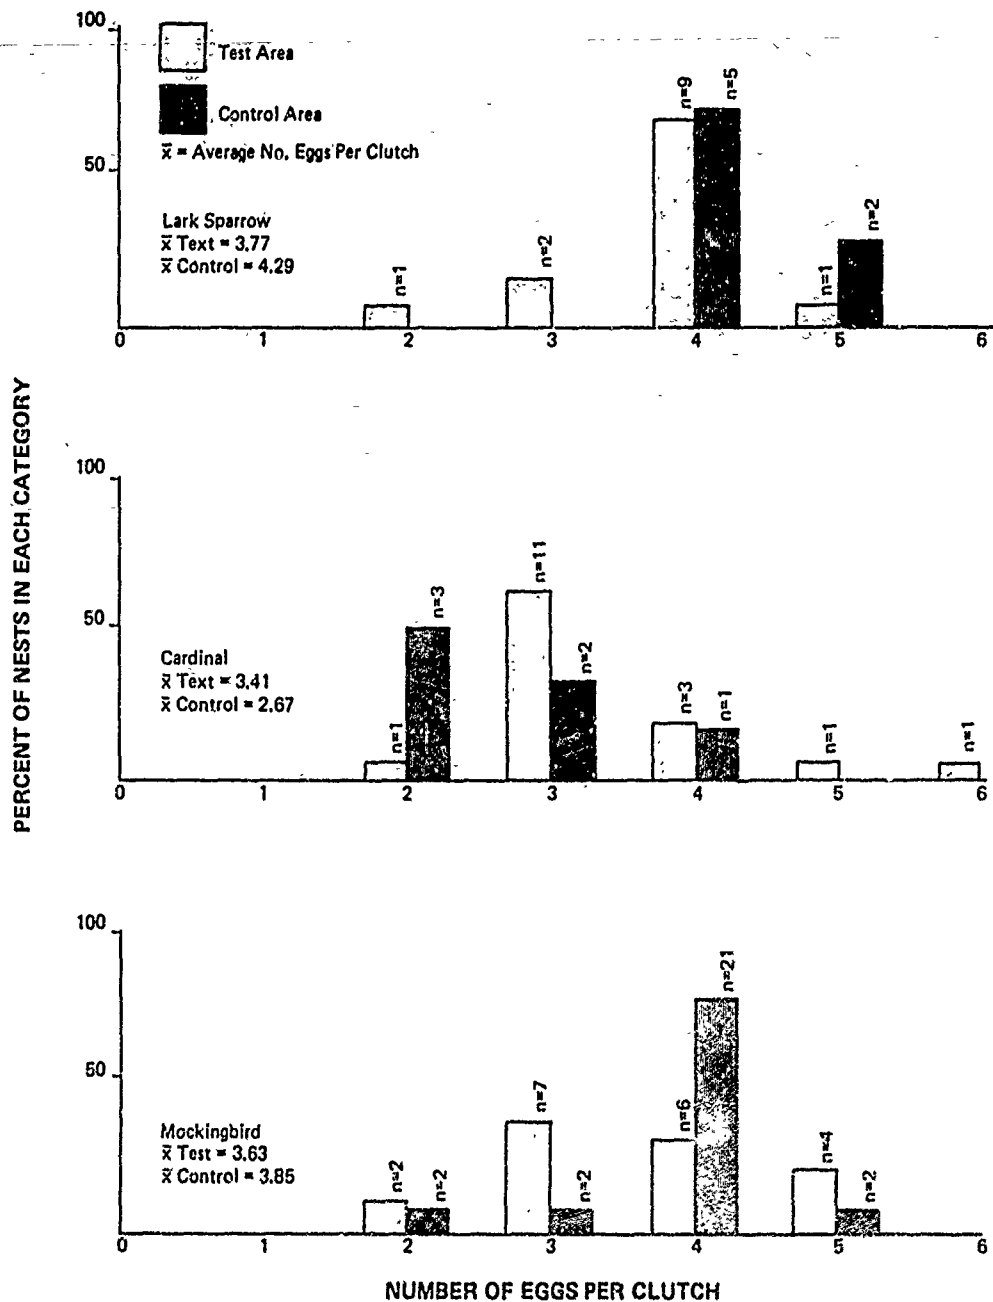 100
Test Area
Control Area
x̄ = Average No. Eggs Per Clutch
50
Lark Sparrow
x̄ Text = 3.77
x̄ Control = 4.29
n=1
n=2
n=9
n=5
n=1
n=2
0 1 2 3 4 5 6
PERCENT OF NESTS IN EACH CATEGORY
100
50
Cardinal
x̄ Text = 3.41
x̄ Control = 2.67
n=1
n=3
n=11
n=2
n=3
n=1
n=1
n=1
0 1 2 3 4 5 6
100
50
Mockingbird
x̄ Test = 3.63
x̄ Control = 3.85
n=2
n=2
n=7
n=2
n=6
n=21
n=4
n=2
0 1 2 3 4 5 6
NUMBER OF EGGS PER CLUTCH